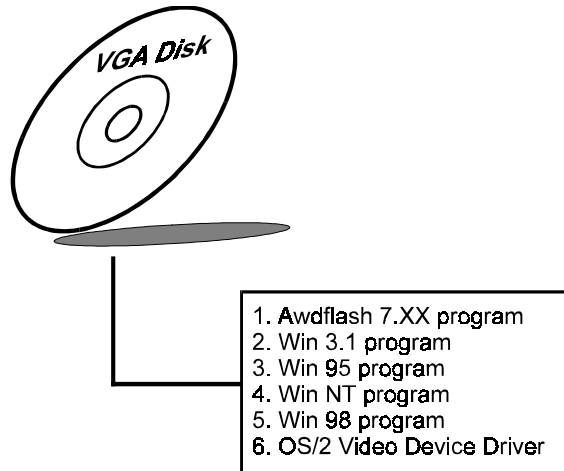 VGA Disk
1. Awdflash 7.XX program
2. Win 3.1 program
3. Win 95 program
4. Win NT program
5. Win 98 program
6. OS/2 Video Device Driver